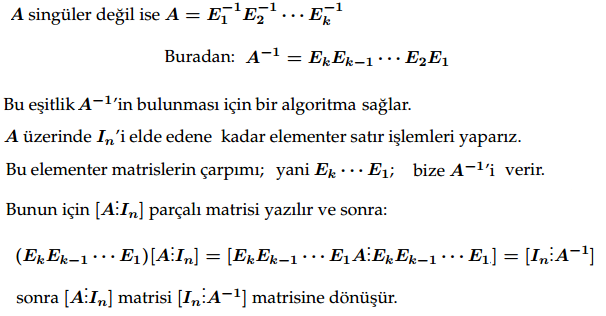 A singüler değil ise A = E₁⁻¹E₂⁻¹ ⋯ Eₖ⁻¹
Buradan: A⁻¹ = EₖEₖ₋₁ ⋯ E₂E₁
Bu eşitlik A⁻¹'in bulunması için bir algoritma sağlar.
A üzerinde Iₙ'i elde edene kadar elementer satır işlemleri yaparız.
Bu elementer matrislerin çarpımı; yani Eₖ ⋯ E₁; bize A⁻¹'i verir.
Bunun için [A⋮Iₙ] parçalı matrisi yazılır ve sonra:
(EₖEₖ₋₁ ⋯ E₁)[A⋮Iₙ] = [EₖEₖ₋₁ ⋯ E₁A⋮EₖEₖ₋₁ ⋯ E₁.] = [Iₙ⋮A⁻¹]
sonra [A⋮Iₙ] matrisi [Iₙ⋮A⁻¹] matrisine dönüşür.